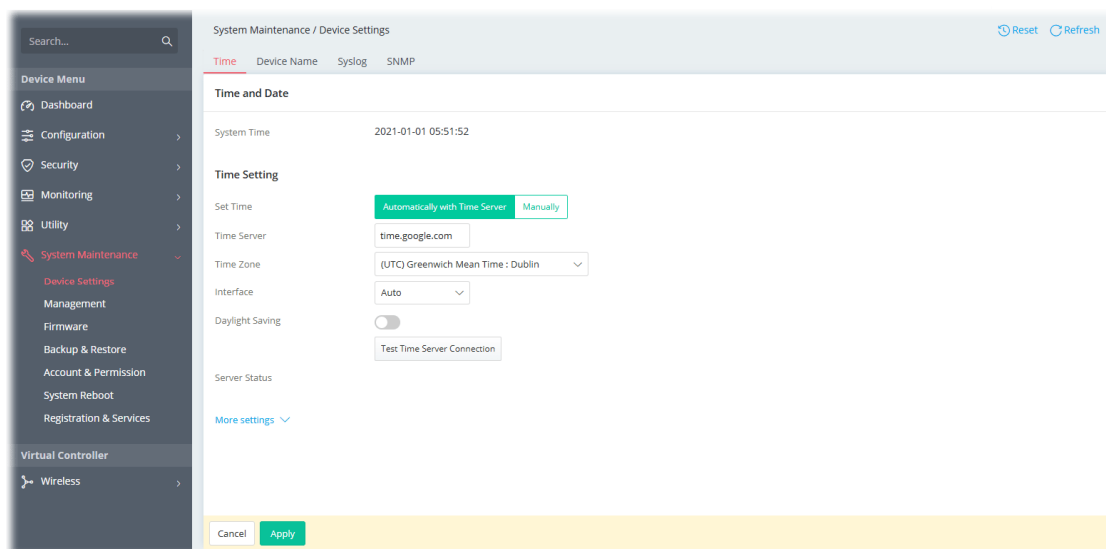 Search...
Device Menu
Dashboard
Configuration
Security
Monitoring
Utility
System Maintenance
Device Settings
Management
Firmware
Backup & Restore
Account & Permission
System Reboot
Registration & Services
Virtual Controller
Wireless
System Maintenance / Device Settings
Reset Refresh
Time Device Name Syslog SNMP
Time and Date
System Time 2021-01-01 05:51:52
Time Setting
Set Time Automatically with Time Server Manually
Time Server time.google.com
Time Zone (UTC) Greenwich Mean Time : Dublin
Interface Auto
Daylight Saving
Test Time Server Connection
Server Status
More settings
Cancel Apply